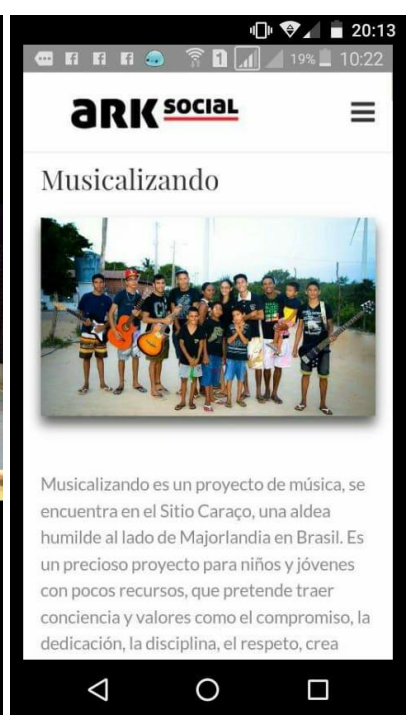 20:13
19% 10:22
ARK SOCIAL
Musicalizando
Musicalizando es un proyecto de música, se
encuentra en el Sitio Caraço, una aldea
humilde al lado de Majorlandia en Brasil. Es
un precioso proyecto para niños y jóvenes
con pocos recursos, que pretende traer
conciencia y valores como el compromiso, la
dedicación, la disciplina, el respeto, crea